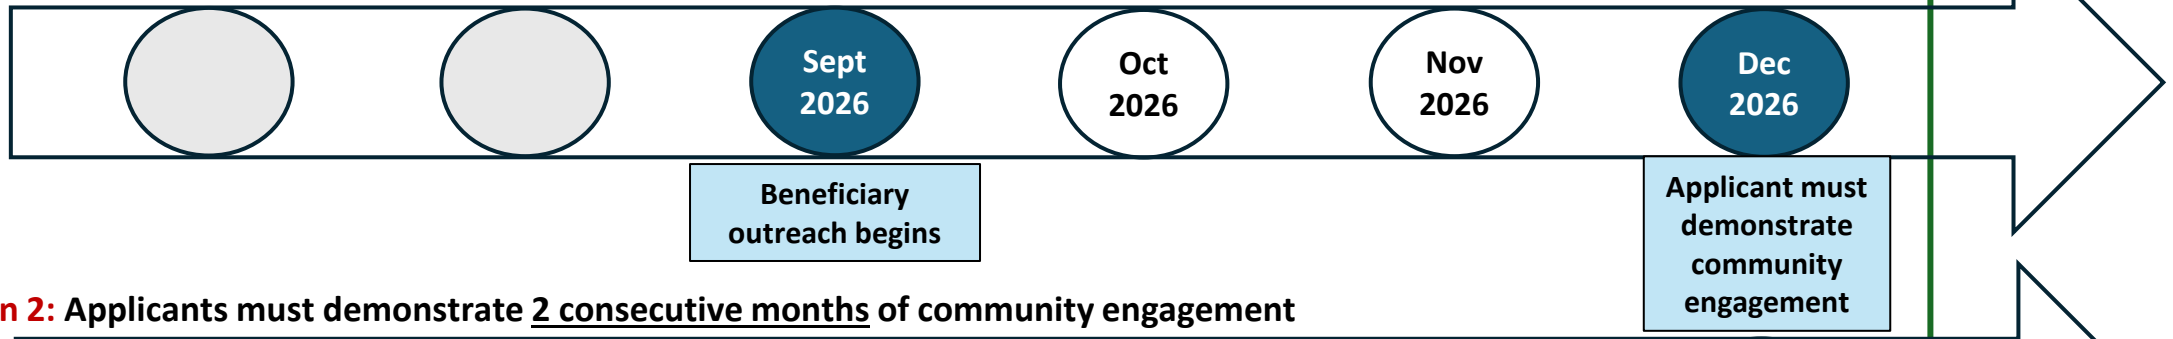 Sept
2026
Oct
2026
Nov
2026
Dec
2026
Beneficiary
outreach begins
Applicant must
demonstrate
community
engagement
n 2: Applicants must demonstrate 2 consecutive months of community engagement